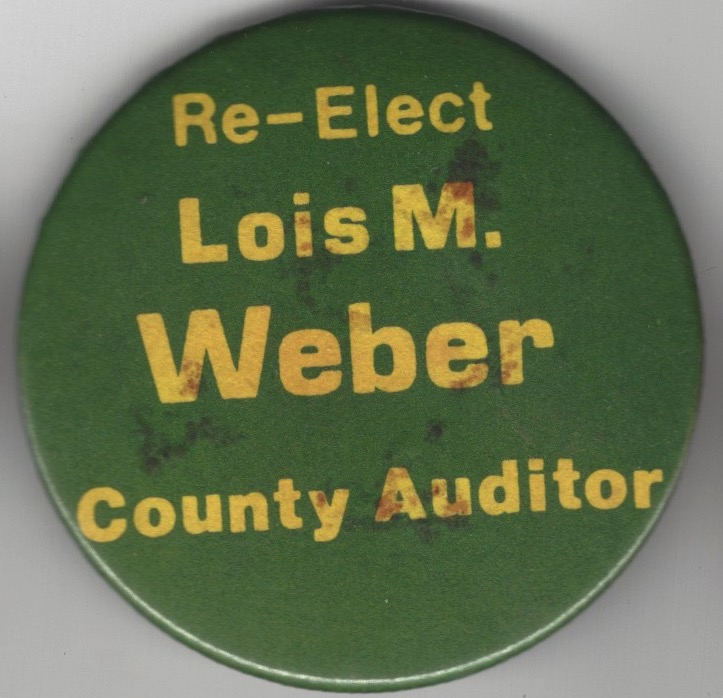 Re-Elect
Lois M.
Weber
County Auditor